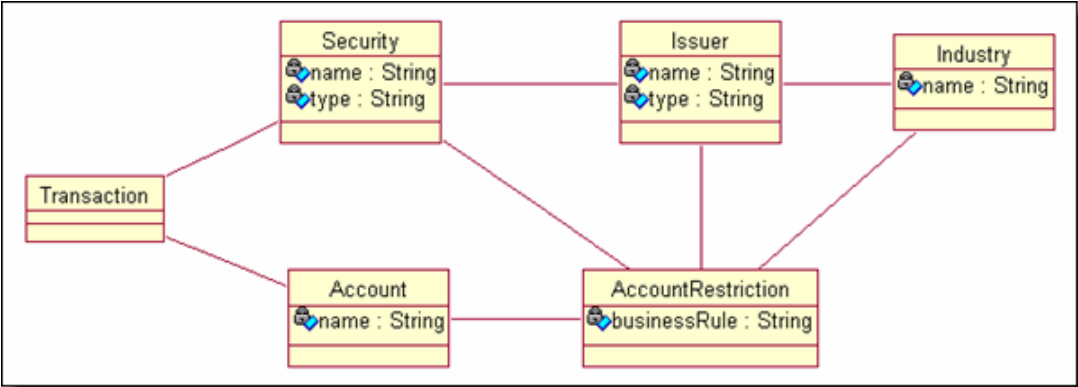 Security
name : String
type : String
Issuer
name : String
type : String
Industry
name : String
Transaction
Account
name : String
AccountRestriction
businessRule : String